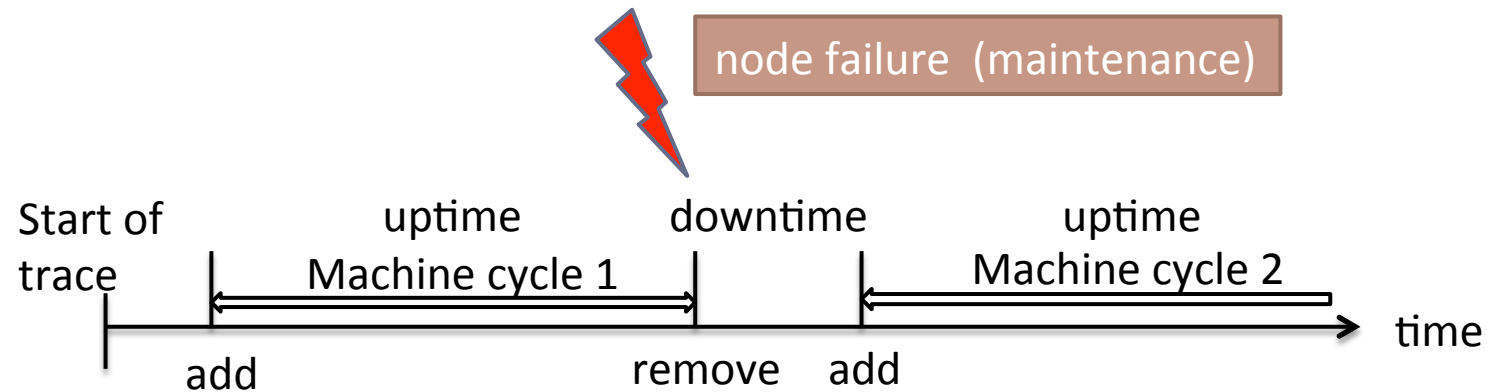 node failure (maintenance)
Start of trace
uptime
Machine cycle 1
downtime
uptime
Machine cycle 2
time
add
remove
add